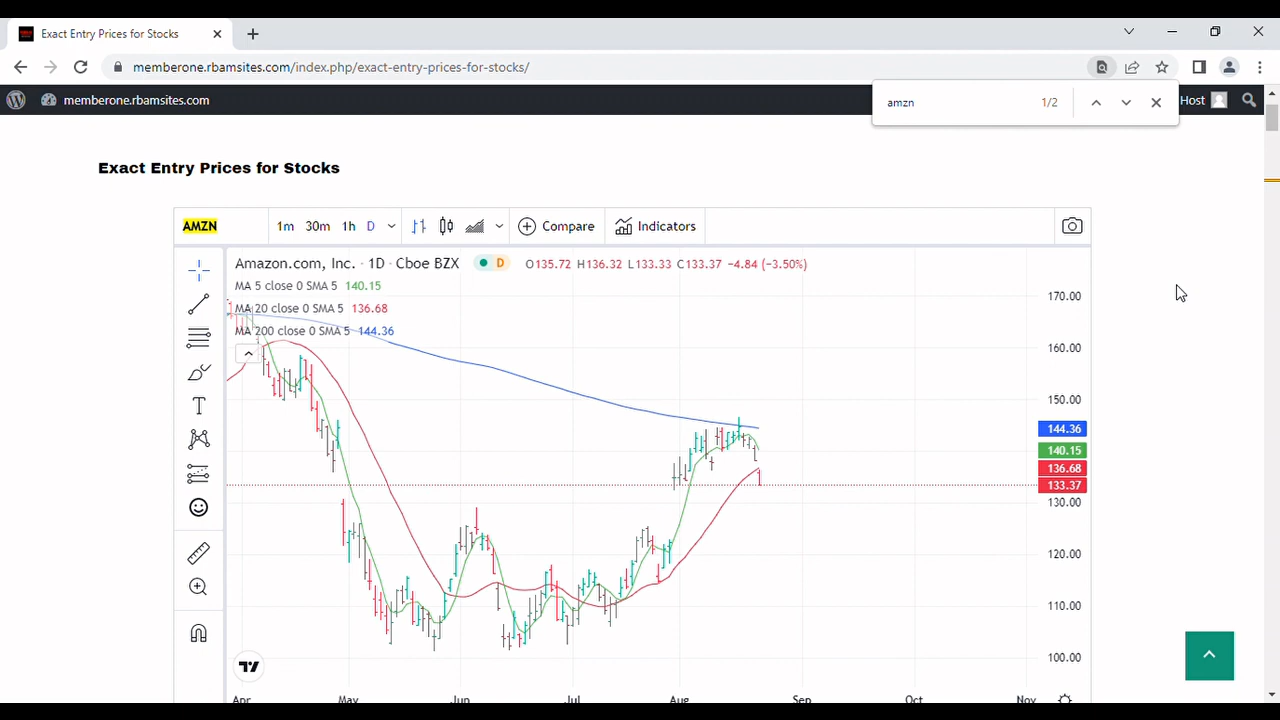 Exact Entry Prices for Stocks
memberone.rbamsites.com/index.php/exact-entry-prices-for-stocks/
memberone.rbamsites.com
amzn 1/2
Host
Exact Entry Prices for Stocks
AMZN 1m 30m 1h D Compare Indicators
Amazon.com, Inc. · 1D · Cboe BZX D O135.72 H136.32 L133.33 C133.37 −4.84 (−3.50%)
MA 5 close 0 SMA 5 140.15
MA 20 close 0 SMA 5 136.68
MA 200 close 0 SMA 5 144.36
170.00
160.00
150.00
144.36
140.15
136.68
133.37
130.00
120.00
110.00
100.00
Apr May Jun Jul Aug Sep Oct Nov